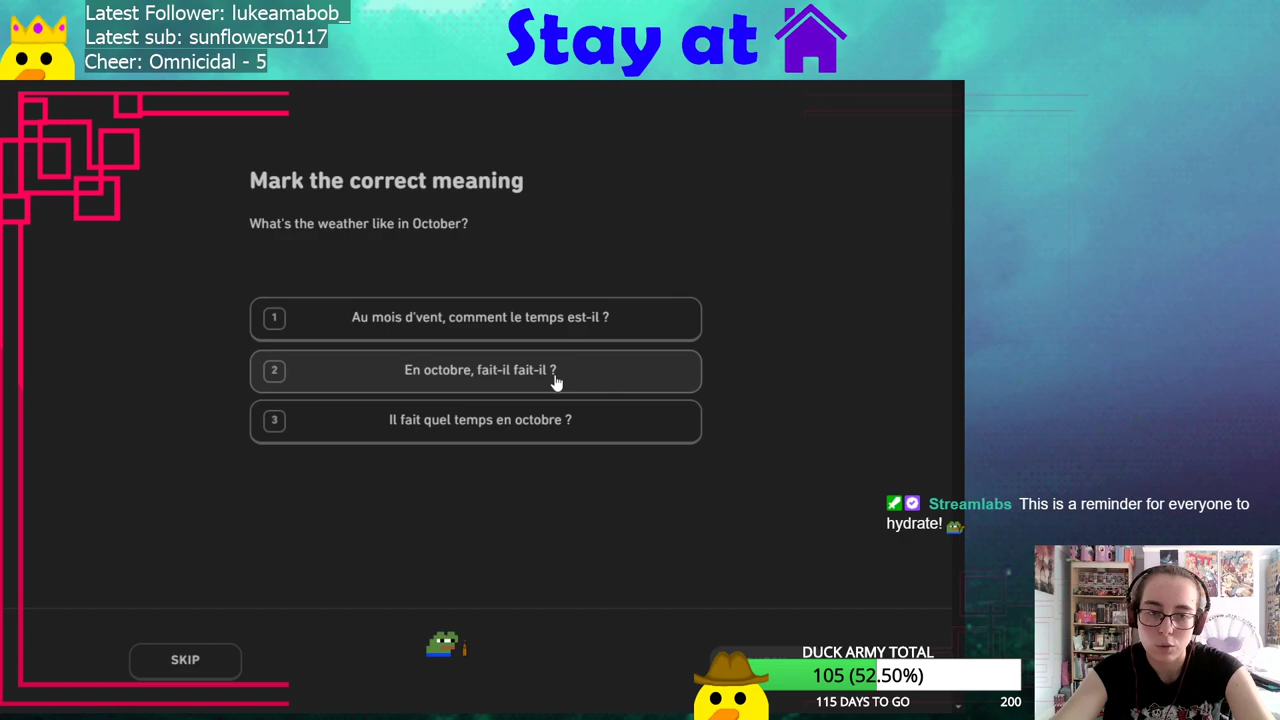 Latest Follower: lukeamabob_
Latest sub: sunflowers0117
Cheer: Omnicidal - 5
Stay at
Mark the correct meaning
What's the weather like in October?
1 Au mois d'vent, comment le temps est-il ?
2 En octobre, fait-il fait-il ?
3 Il fait quel temps en octobre ?
Streamlabs This is a reminder for everyone to
hydrate!
SKIP
DUCK ARMY TOTAL
105 (52.50%)
115 DAYS TO GO 200